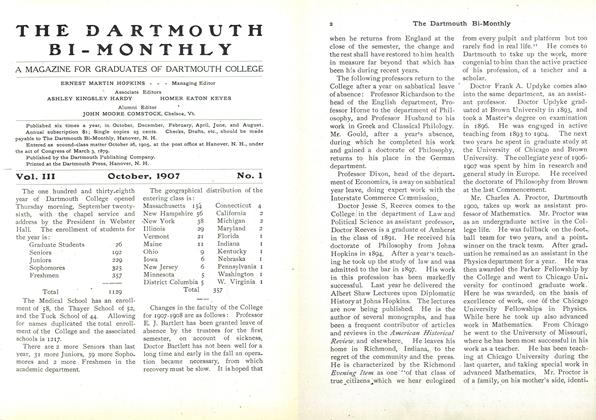 THE DARTMOUTH
BI-MONTHLY
A MAGAZINE FOR GRADUATES OF DARTMOUTH COLLEGE
ERNEST MARTIN HOPKINS - - - Managing Editor
Associate Editors
ASHLEY KINGSLEY HARDY HOMER EATON KEYES
Alumni Editor
JOHN MOORE COMSTOCK, Chelsea, Vt.
Published six times a year, in October, December, February, April, June, and August.
Annual subscription $1; Single copies 25 cents. Checks, Drafts, etc., should be made
payable to The Dartmouth Bi-Monthly, Hanover, N. H.
Entered as second-class matter October 26, 1905, at the post office at Hanover, N. H., under
the act of Congress of March 3, 1879.
Published by the Dartmouth Publishing Company.
Printed at the Dartmouth Press, Hanover, N. H.
Vol. III October, 1907 No. 1
The one hundred and thirty-eighth
year of Dartmouth College opened
Thursday morning, September twenty-
sixth, with the chapel service and
address by the President in Webster
Hall. The enrollment of students for
the year is:
Graduate Students 26
Seniors 192
Juniors 229
Sophomores 325
Freshmen 357
Total 1129
The Medical School has an enroll-
ment of 58, the Thayer School of 52,
and the Tuck School of 44. Allowing
for names duplicated the total enroll-
ment of the College and the associated
schools is 1217.
There are 2 more Seniors than last
year, 31 more Juniors, 39 more Sopho-
mores and 2 more Freshmen in the
academic department.
The geographical distribution of the
entering class is:
Massachusetts 154 Connecticut 4
New Hampshire 56 California 2
New York 38 Michigan 2
Illinois 29 Maryland 2
Vermont 21 Florida 1
Maine 11 Indiana 1
Ohio 9 Kentucky 1
Iowa 6 Nebraska 1
New Jersey 6 Pennsylvania 1
Minnesota 5 Washington 1
District Columbia 5 W. Virginia 1
Total 357
Changes in the faculty of the College
for 1907-1908 are as follows: Professor
E. J. Bartlett has been granted leave of
absence by the trustees for the first
semester, on account of sickness,
Doctor Bartlett has not been well for a
long time and early in the fall an opera-
tion became necessary, from which
recovery must be slow. It is hoped that
2 The Dartmouth Bi-Monthly
when he returns from England at the
close of the semester, the change and
the rest shall have restored him to health
in measure far beyond that which has
been his during recent years.
The following professors return to the
College after a year on sabbatical leave
of absence: Professor Richardson to the
head of the English department, Pro-
fessor Horne to the department of Phil-
osophy, and Professor Husband to his
work in Greek and Classical Philology.
Mr. Gould, after a year's absence,
during which he completed his work
and gained a doctorate of Philosophy,
returns to his place in the German
department.
Professor Dixon, head of the depart-
ment of Economics, is away on sabbatical
year leave, doing expert work with the
Interstate Commerce Commission.
Doctor Jesse S. Reeves comes to the
College in the department of Law and
Political Science as assistant professor,
Doctor Reeves is a graduate of Amherst
in the class of 1891. He received his
doctorate of Philosophy from Johns
Hopkins in 1894. After a year's teach-
ing he took up the study of law and was
admitted to the bar in 1897. His work
in this profession has been markedly
successful. Last year he delivered the
Albert Shaw Lectures upon Diplomatic
History at Johns Hopkins. The lectures
are now being published. He is the
author of several monographs, and has
been a frequent contributor of articles
and reviews in the American Historical
Review, and elsewhere. He leaves his
home in Richmond, Indiana, to the
regret of the community and the press.
He is characterized by the Richmond
Evening Item as one "of that class of
true citizens which we hear eulogized
from every pulpit and platform but too
rarely find in real life." He comes to
Dartmouth to take up the work, more
congenial to him than the active practice
of his profession, of a teacher and a
scholar.
Doctor Frank A. Updyke comes also
into the same department, as an assist-
ant professor. Doctor Updyke grad-
uated at Brown University in 1893, and
took a Master's degree on examination
in 1896. He was engaged in active
teaching from 1893 to 1904. The next
two years he spent in graduate study at
the University of Chicago and Brown
University. The collegiate year of 1906-
1907 was spent by him in research and
general study in Europe. He received
the doctorate of Philosophy from Brown
at the last Commencement.
Mr. Charles A. Proctor, Dartmouth
1900, takes up work as assistant pro-
fessor of Mathematics. Mr. Proctor was
an undergraduate active in the Col-
lege life. He was fullback on the foot-
ball team for two years, and a point
winner on the track team. After grad-
uation he remained as an assistant in the
Physics department for a year. He was
then awarded the Parker Fellowship by
the College and went to Chicago Uni-
versity for continued graduate work.
Here he was awarded, on the basis of
excellence of work, one of the Chicago
University Fellowships in Physics.
While there he took up also advanced
work in Mathematics. From Chicago
he went to the University of Missouri,
where he has been most successful in his
work as a teacher. He has been teach-
ing at Chicago University during the
last quarter, and taking special work in
advanced Mathematics. Mr. Proctor is
of a family, on his mother's side, identi-